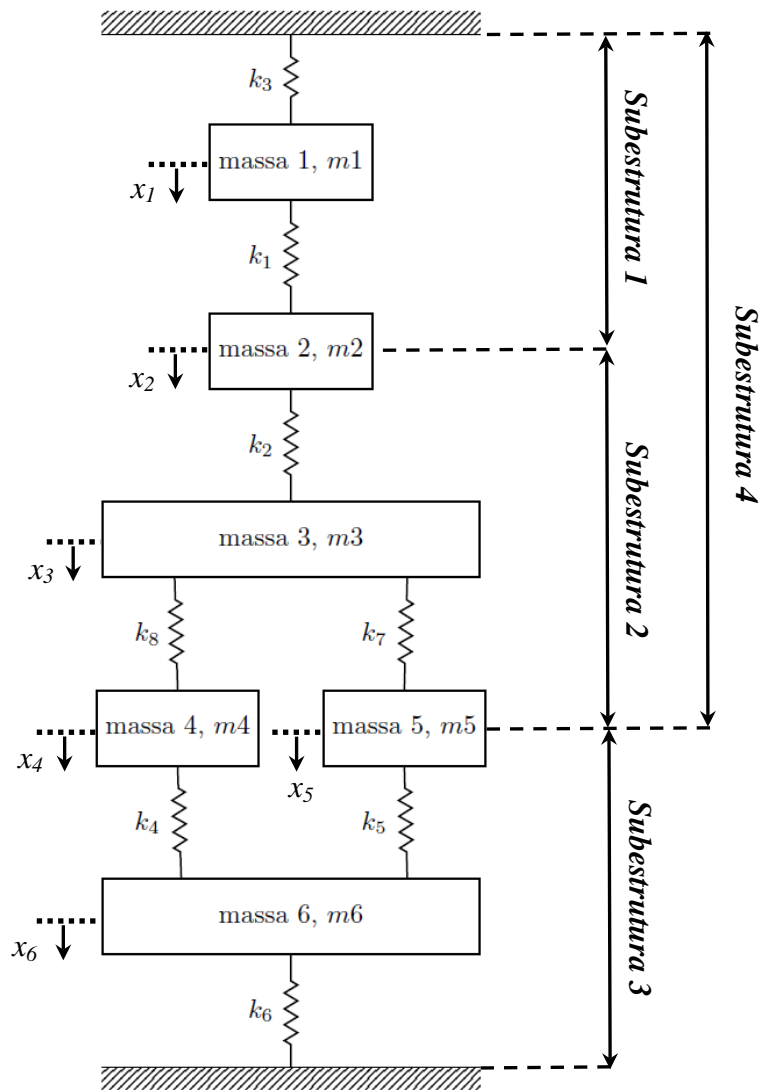 k3
massa 1, m1
x1
k1
massa 2, m2
x2
k2
massa 3, m3
x3
k8
k7
massa 4, m4
massa 5, m5
x4
x5
k4
k5
massa 6, m6
x6
k6
Subestrutura 1
Subestrutura 2
Subestrutura 3
Subestrutura 4